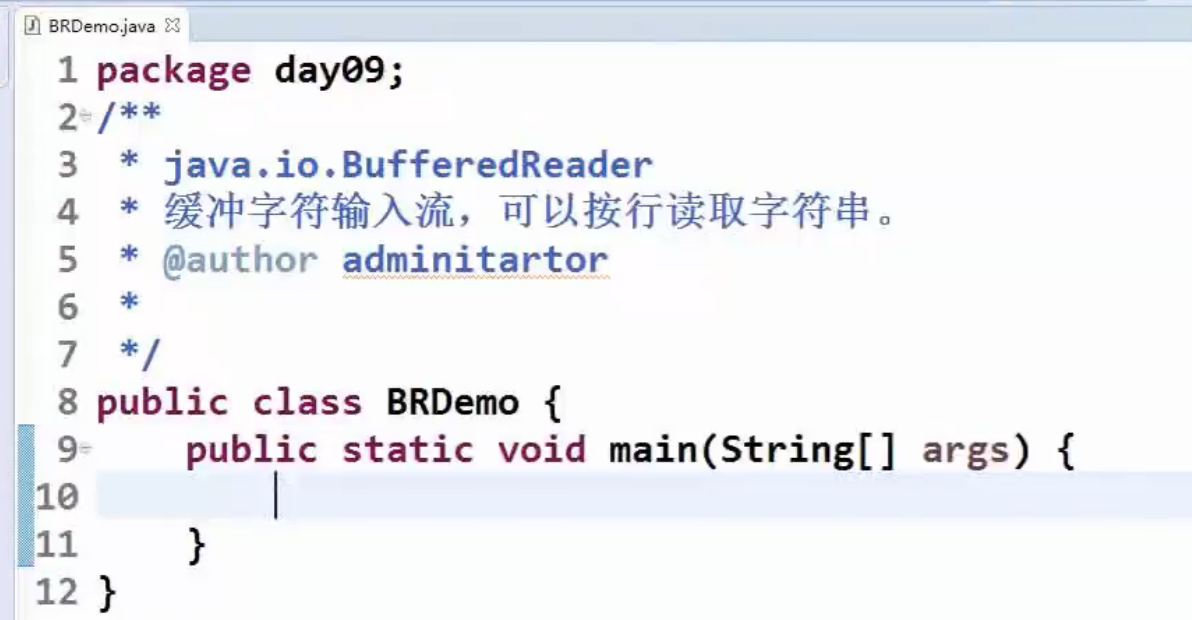 BRDemo.java
1 package day09;
2 /**
3  * java.io.BufferedReader
4  * 缓冲字符输入流，可以按行读取字符串。
5  * @author adminitartor
6  *
7  */
8 public class BRDemo {
9     public static void main(String[] args) {
10
11     }
12 }